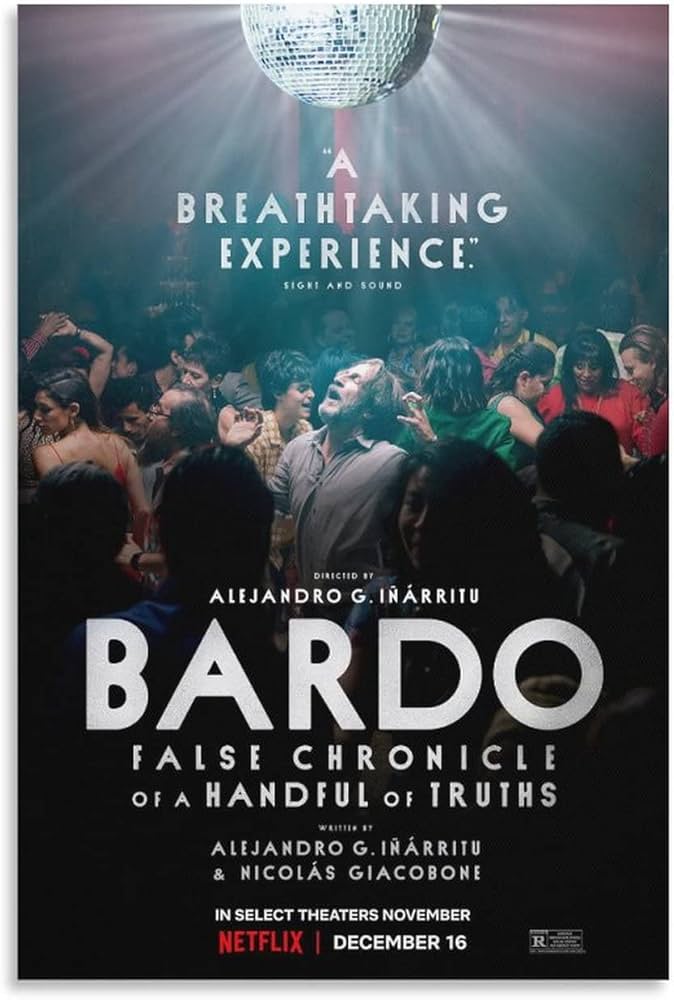 "A
BREATHTAKING
EXPERIENCE."
SIGHT AND SOUND
DIRECTED BY
ALEJANDRO G. IÑÁRRITU
BARDO
FALSE CHRONICLE
OF A HANDFUL OF TRUTHS
WRITTEN BY
ALEJANDRO G. IÑÁRRITU
& NICOLÁS GIACOBONE
IN SELECT THEATERS NOVEMBER
NETFLIX | DECEMBER 16
R